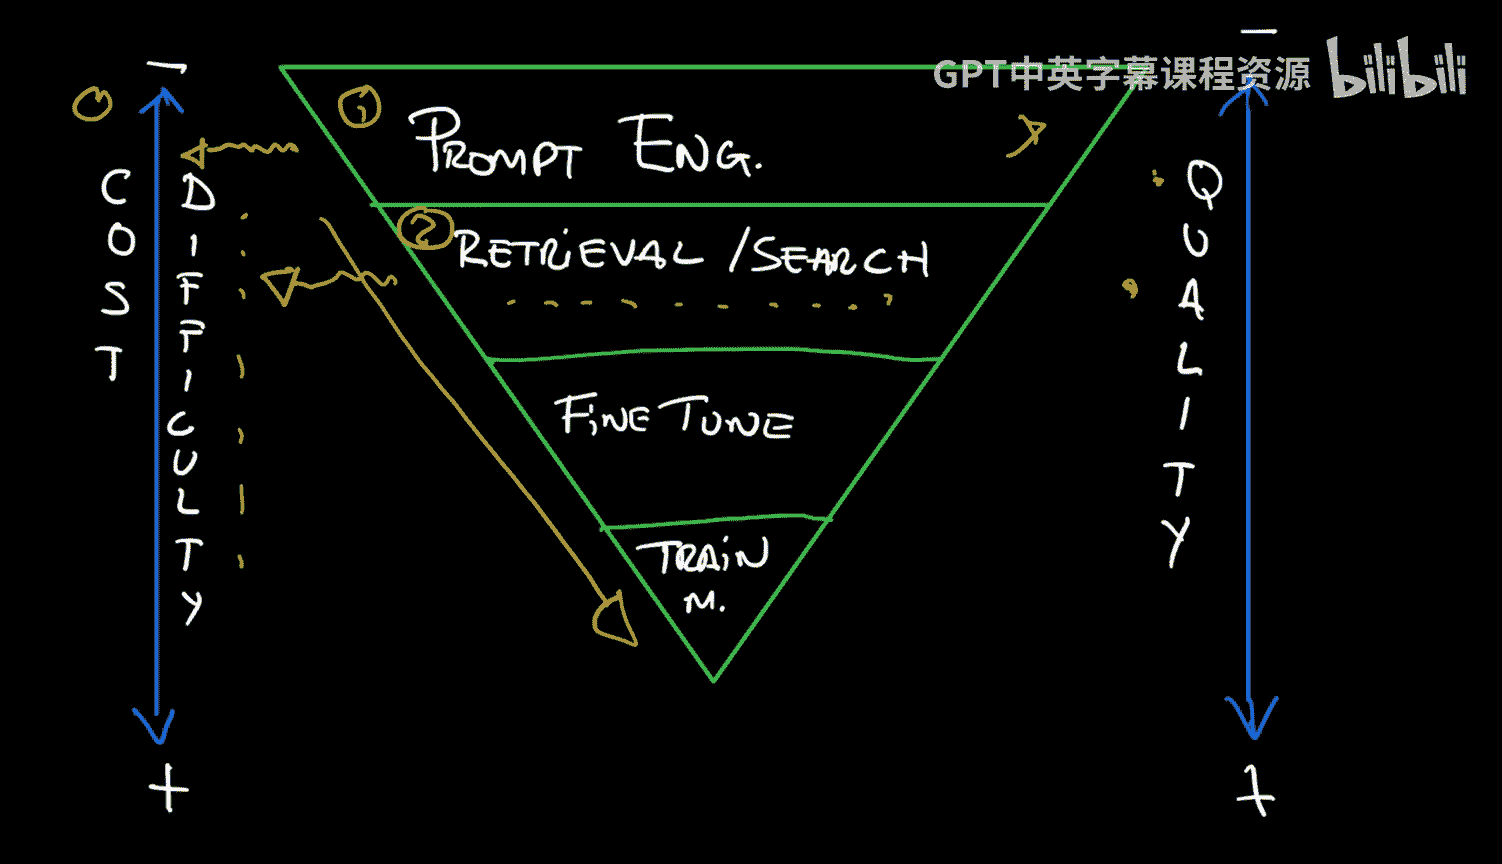 GPT中英字幕课程资源 bilibili
1
PROMPT ENG.
2
RETRIEVAL / SEARCH
FINE TUNE
TRAIN
M.
COST
DIFFICULTY
QUALITY
-
+
-
+